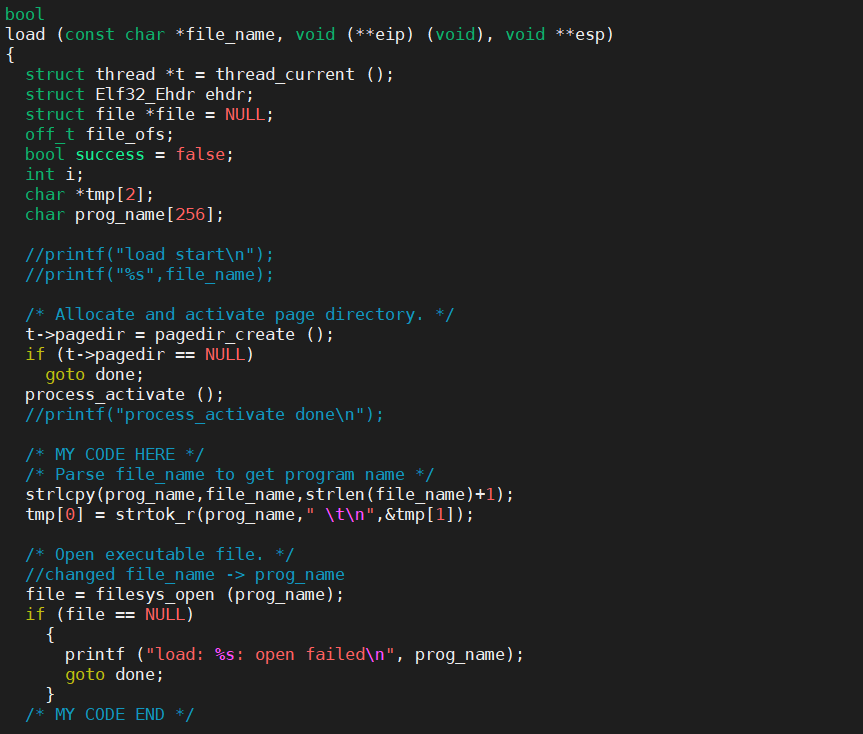 bool
load (const char *file_name, void (**eip) (void), void **esp)
{
  struct thread *t = thread_current ();
  struct Elf32_Ehdr ehdr;
  struct file *file = NULL;
  off_t file_ofs;
  bool success = false;
  int i;
  char *tmp[2];
  char prog_name[256];

  //printf("load start\n");
  //printf("%s",file_name);

  /* Allocate and activate page directory. */
  t->pagedir = pagedir_create ();
  if (t->pagedir == NULL)
    goto done;
  process_activate ();
  //printf("process_activate done\n");

  /* MY CODE HERE */
  /* Parse file_name to get program name */
  strlcpy(prog_name,file_name,strlen(file_name)+1);
  tmp[0] = strtok_r(prog_name," \t\n",&tmp[1]);

  /* Open executable file. */
  //changed file_name -> prog_name
  file = filesys_open (prog_name);
  if (file == NULL)
    {
      printf ("load: %s: open failed\n", prog_name);
      goto done;
    }
  /* MY CODE END */